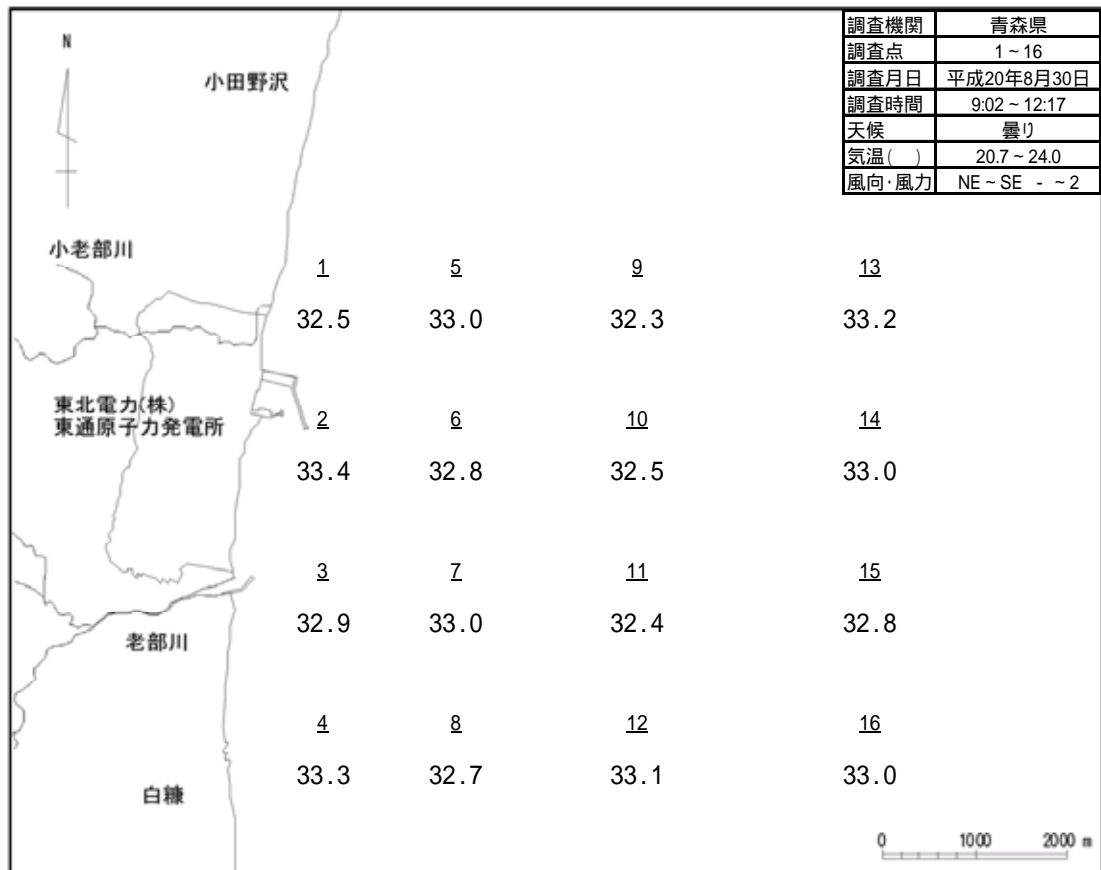 N
小田野沢
調査機関 青森県
調査点 1~16
調査月日 平成20年8月30日
調査時間 9:02~12:17
天候 曇り
気温( ) 20.7~24.0
風向·風力 NE~SE - ~2
小老部川
1 5 9 13
32.5 33.0 32.3 33.2
東北電力(株)
東通原子力発電所
2 6 10 14
33.4 32.8 32.5 33.0
3 7 11 15
32.9 33.0 32.4 32.8
老部川
4 8 12 16
33.3 32.7 33.1 33.0
白糠
0 1000 2000 m